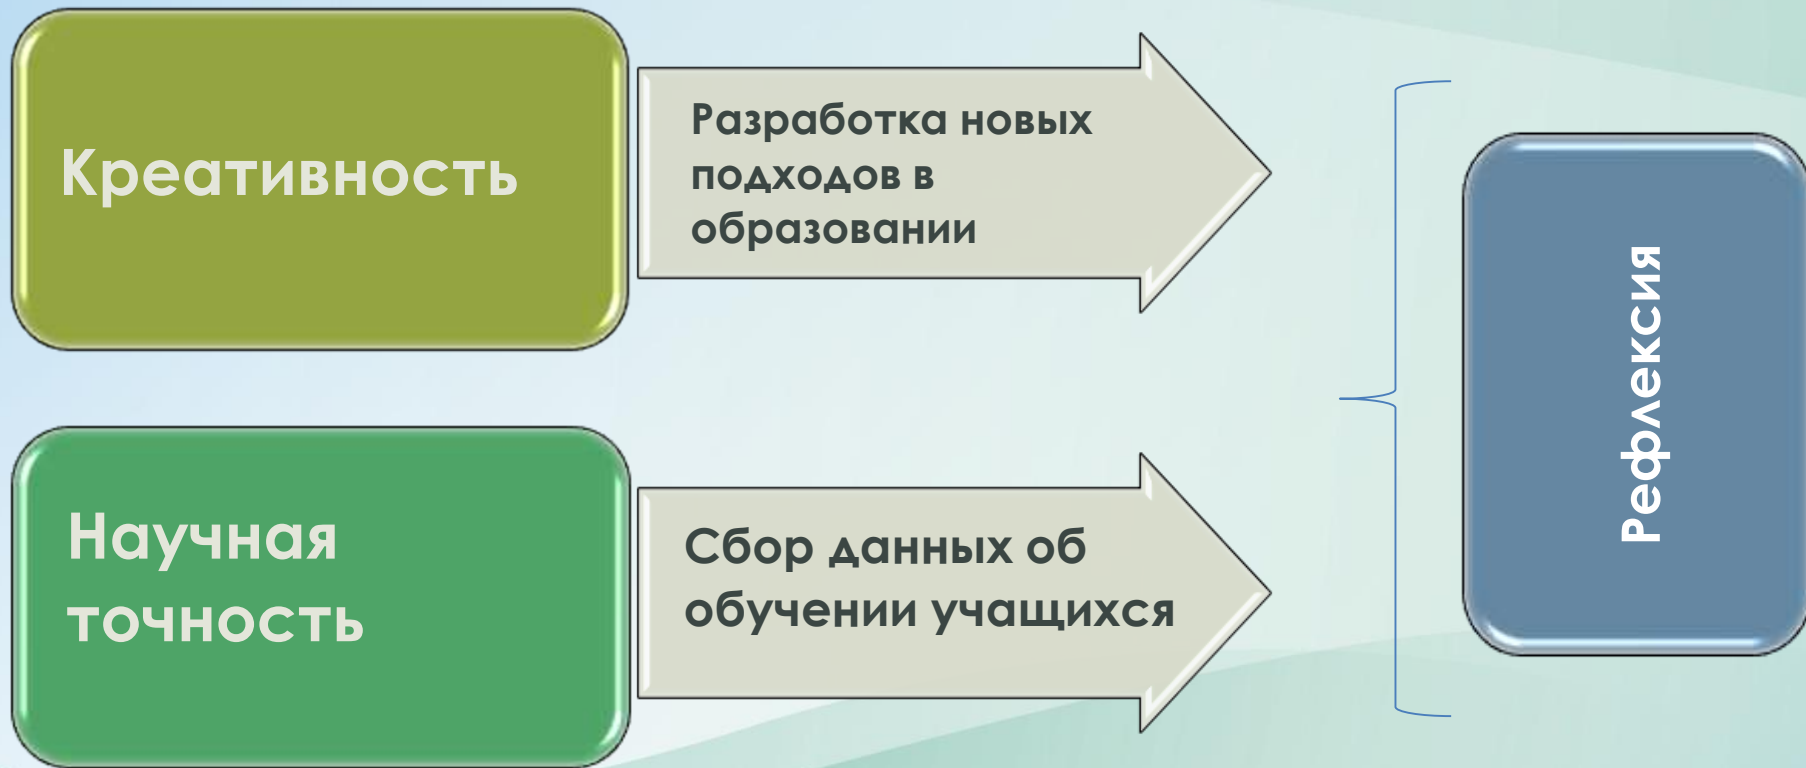 Креативность
Разработка новых
подходов в
образовании
Научная
точность
Сбор данных об
обучении учащихся
Рефлексия